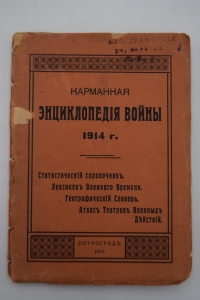 КАРМАННАЯ
ЭНЦИКЛОПЕДІЯ ВОЙНЫ
1914 г.
Статистическій справочникъ.
Лексиконъ Военнаго Времени.
Географическій Словарь.
Атласъ Театровъ Военныхъ
Дѣйствій.
ПЕТРОГРАДЪ
1914